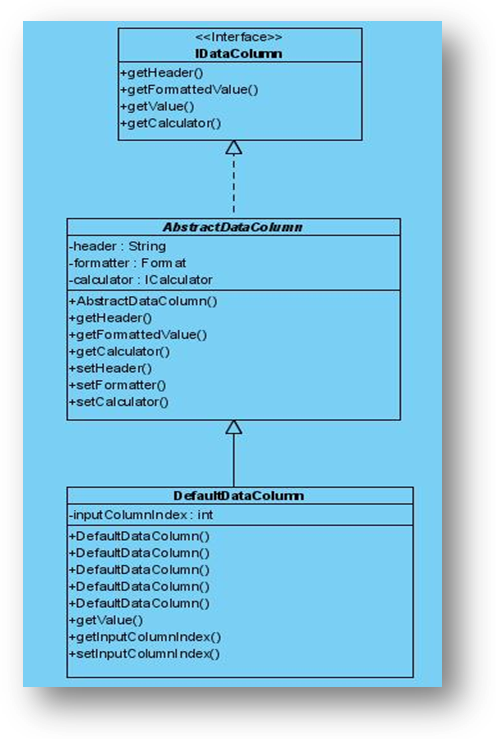 <<Interface>>
IDataColumn
+getHeader()
+getFormattedValue()
+getValue()
+getCalculator()
AbstractDataColumn
-header : String
-formatter : Format
-calculator : ICalculator
+AbstractDataColumn()
+getHeader()
+getFormattedValue()
+getCalculator()
+setHeader()
+setFormatter()
+setCalculator()
DefaultDataColumn
-inputColumnIndex : int
+DefaultDataColumn()
+DefaultDataColumn()
+DefaultDataColumn()
+DefaultDataColumn()
+DefaultDataColumn()
+getValue()
+getInputColumnIndex()
+setInputColumnIndex()